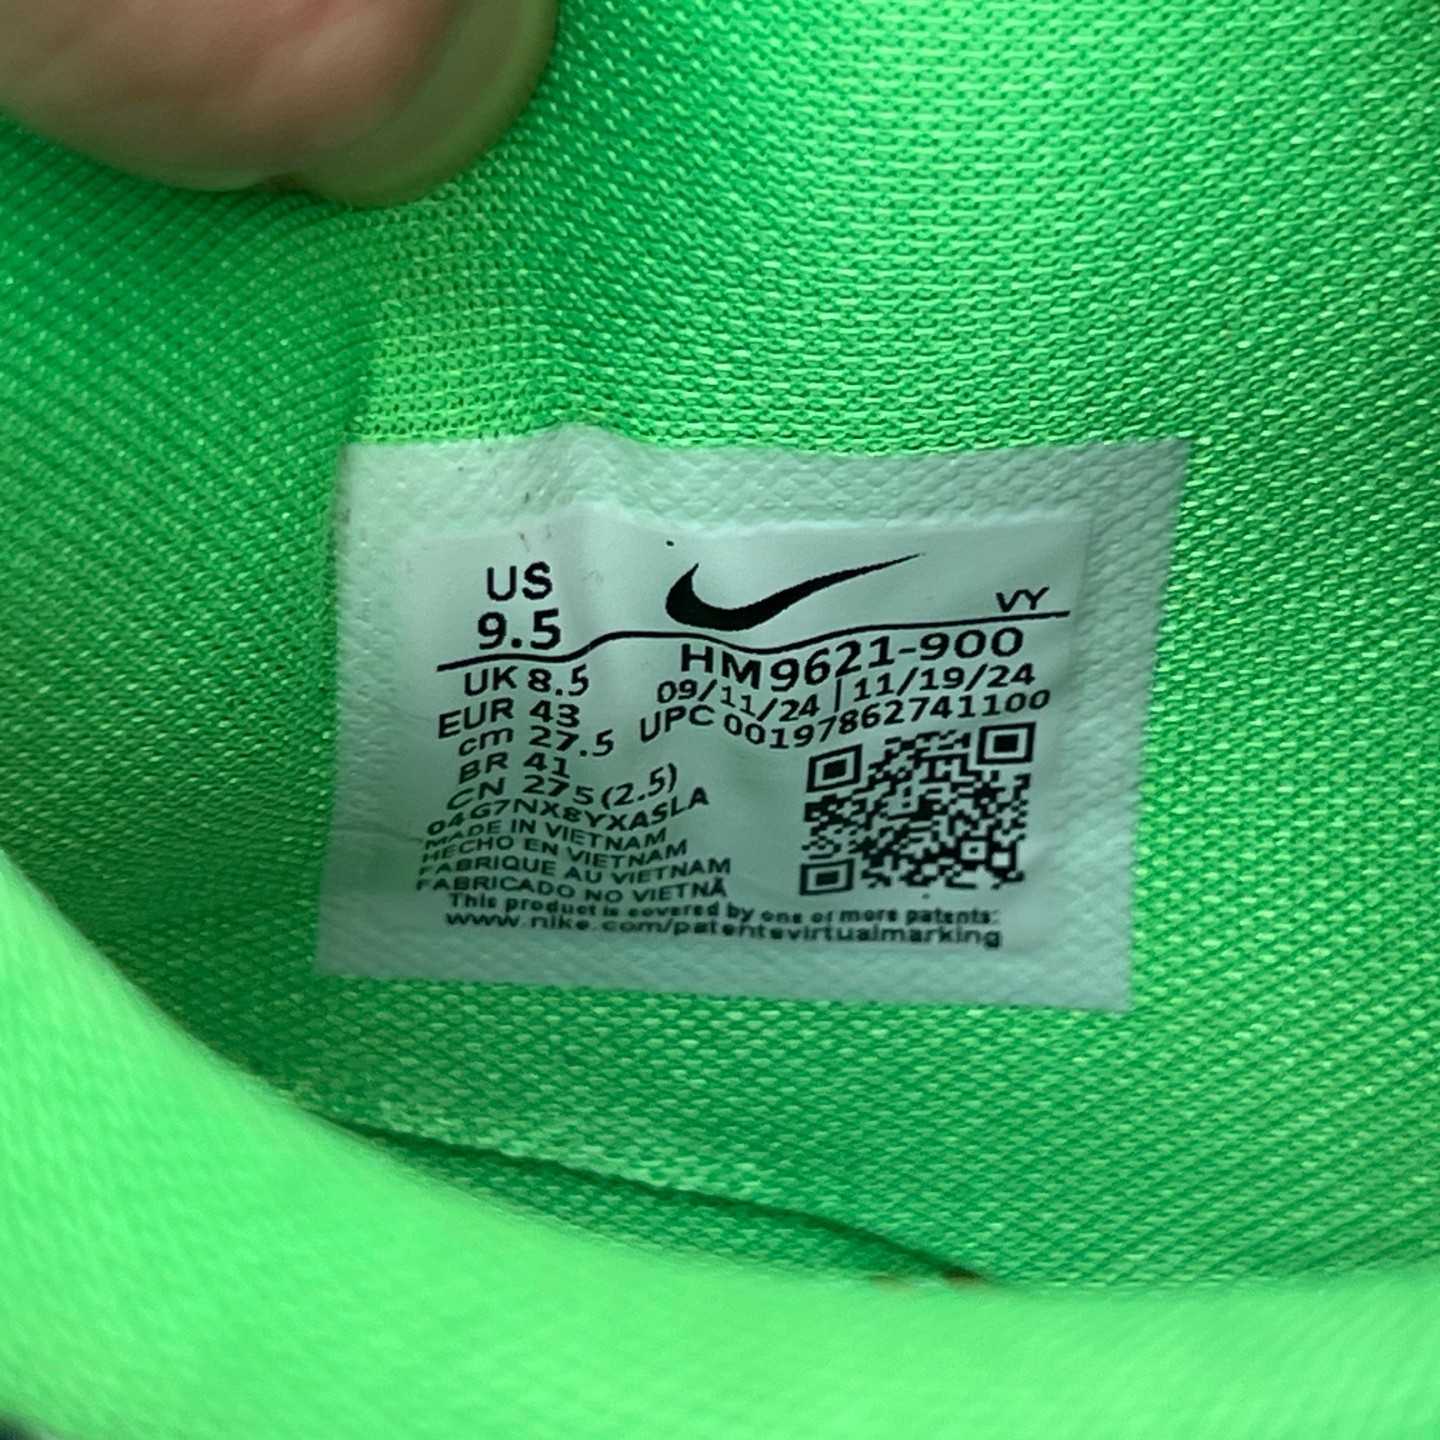 US
9.5
VY
UK 8.5
EUR 43
cm 27.5
BR 41
CN 275(2.5)
04G7NX8YXASLA
HM9621-900
09/11/24 | 11/19/24
UPC 00197862741100
MADE IN VIETNAM
HECHO EN VIETNAM
FABRIQUE AU VIETNAM
FABRICADO NO VIETNÃ
This product is covered by one or more patents:
www.nike.com/patentsvirtualmarking